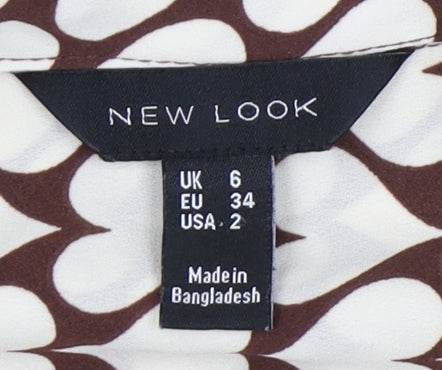 NEW LOOK
UK 6
EU 34
USA 2
Made in
Bangladesh